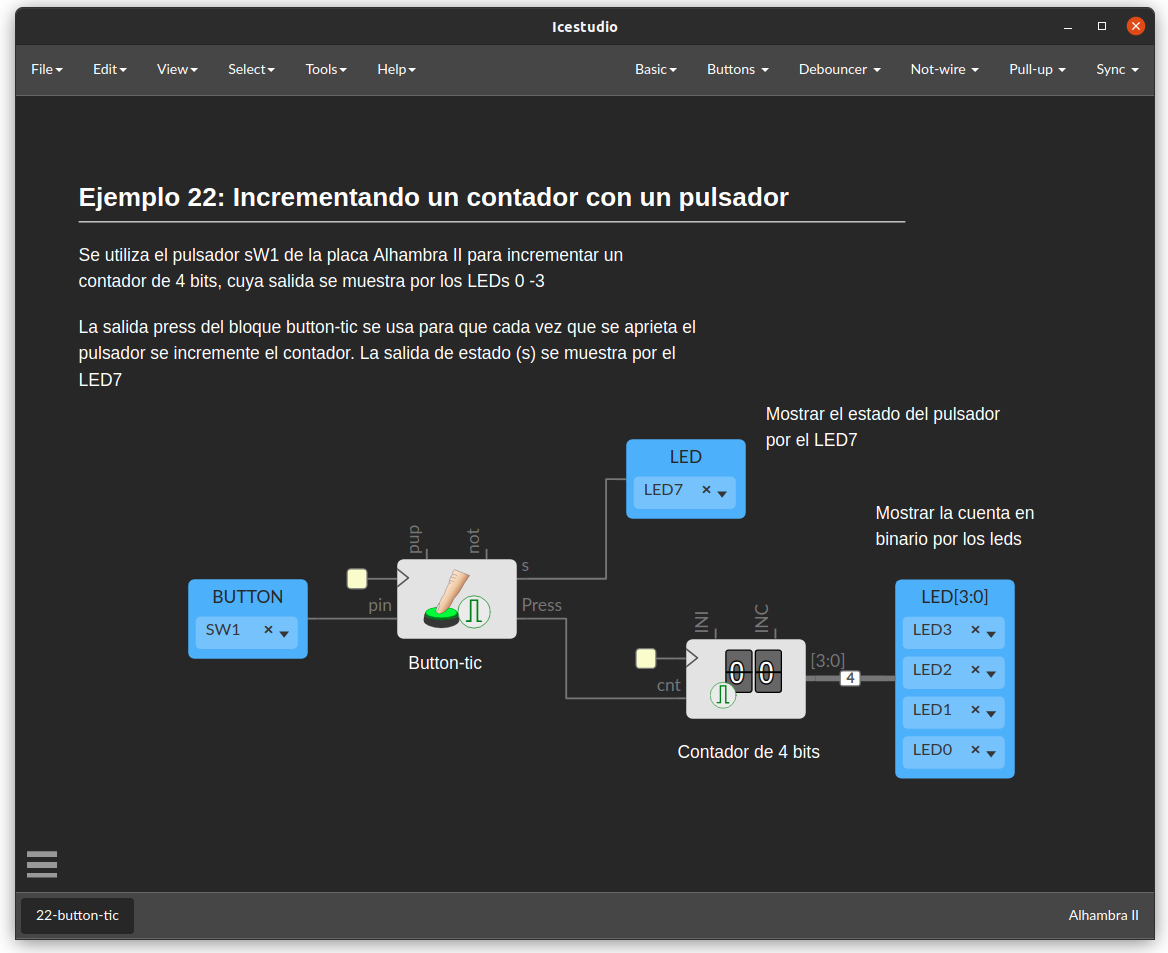 Icestudio
File Edit View Select Tools Help Basic Buttons Debouncer Not-wire Pull-up Sync
Ejemplo 22: Incrementando un contador con un pulsador
Se utiliza el pulsador sW1 de la placa Alhambra II para incrementar un
contador de 4 bits, cuya salida se muestra por los LEDs 0 -3
La salida press del bloque button-tic se usa para que cada vez que se aprieta el
pulsador se incremente el contador. La salida de estado (s) se muestra por el
LED7
Mostrar el estado del pulsador
por el LED7
LED
LED7
Mostrar la cuenta en
binario por los leds
pup
not
s
BUTTON
SW1
pin
Press
Button-tic
INI
INC
cnt
0 0
[3:0]
4
Contador de 4 bits
LED[3:0]
LED3
LED2
LED1
LED0
22-button-tic
Alhambra II